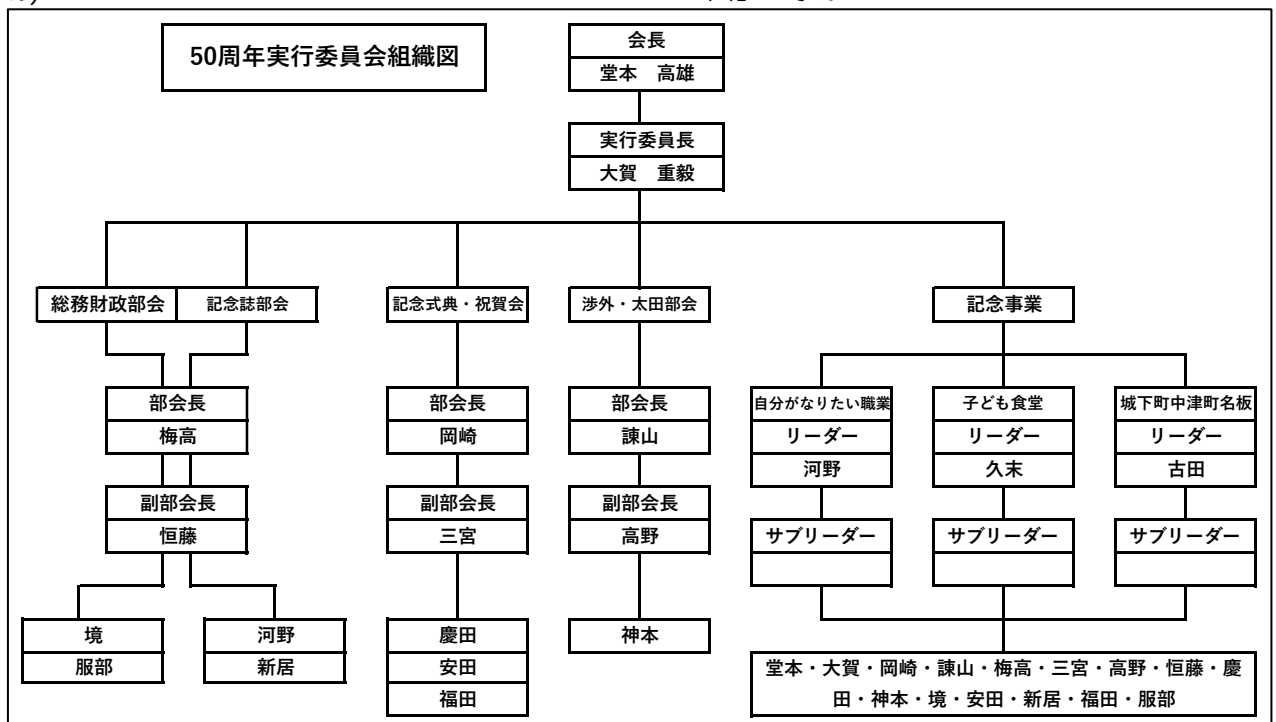 50周年実行委員会組織図
会長
堂本　高雄
実行委員長
大賀　重毅
総務財政部会
記念誌部会
記念式典・祝賀会
渉外・太田部会
記念事業
部会長
梅高
部会長
岡崎
部会長
諌山
自分がなりたい職業
リーダー
河野
子ども食堂
リーダー
久末
城下町中津町名板
リーダー
古田
副部会長
恒藤
副部会長
三宮
副部会長
高野
サブリーダー
サブリーダー
サブリーダー
境
服部
河野
新居
慶田
安田
福田
神本
堂本・大賀・岡崎・諌山・梅高・三宮・高野・恒藤・慶
田・神本・境・安田・新居・福田・服部